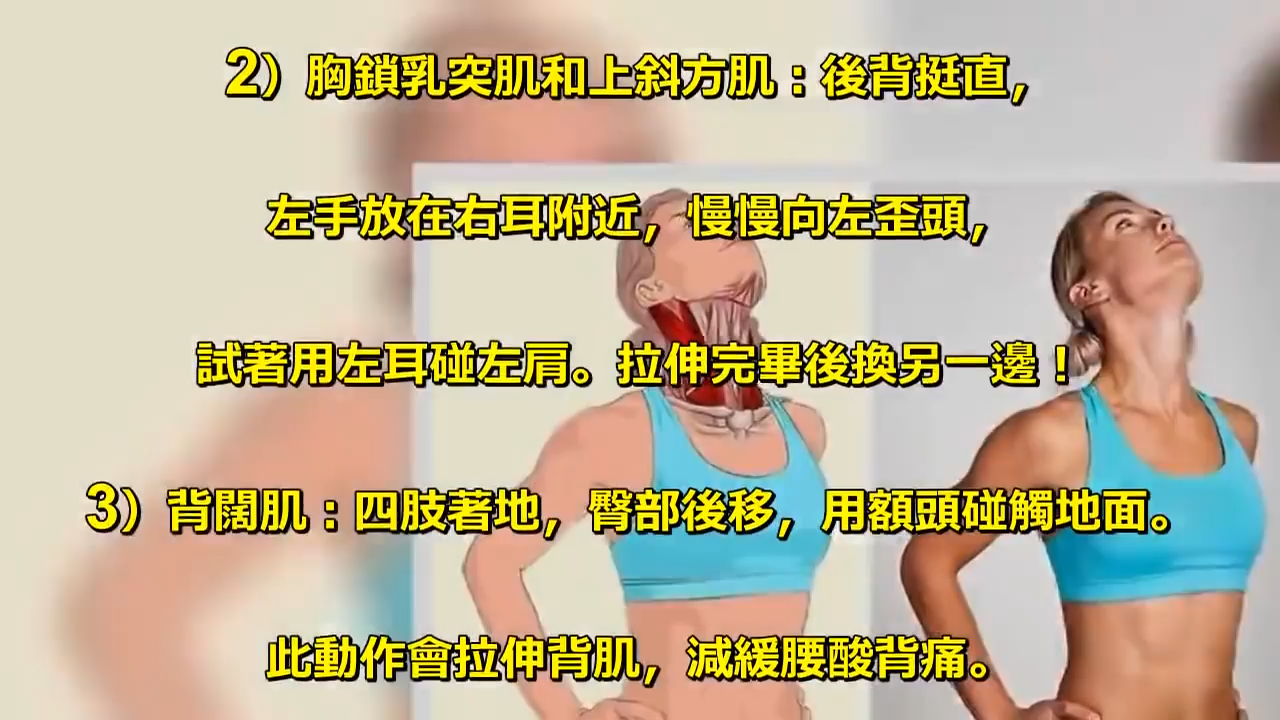 2）胸鎖乳突肌和上斜方肌：後背挺直，
左手放在右耳附近，慢慢向左歪頭，
試著用左耳碰左肩。拉伸完畢後換另一邊！
3）背闊肌：四肢著地，臀部後移，用額頭碰觸地面。
此動作會拉伸背肌，減緩腰酸背痛。